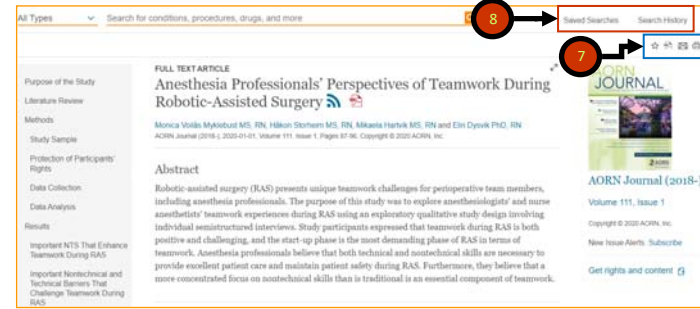 All Types
Search for conditions, procedures, drugs, and more
8
Saved Searches
Search History
7
Purpose of the Study
Literature Review
Methods
Study Sample
Protection of Participants'
Rights
Data Collection
Data Analysis
Results
Important NTS That Enhance
Teamwork During RAS
Important Nontechnical and
Technical Barriers That
Challenge Teamwork During
RAS
FULL TEXT ARTICLE
Anesthesia Professionals' Perspectives of Teamwork During
Robotic-Assisted Surgery
Monica Vollås Myklebust MS, RN, Håkon Storheim MS, RN, Mikaela Hartvik MS, RN and Elin Dysvik PhD, RN
AORN Journal (2018-), 2020-01-01, Volume 111, Issue 1, Pages 87-96, Copyright © 2020 AORN, Inc.
Abstract
Robotic-assisted surgery (RAS) presents unique teamwork challenges for perioperative team members,
including anesthesia professionals. The purpose of this study was to explore anesthesiologists' and nurse
anesthetists' teamwork experiences during RAS using an exploratory qualitative study design involving
individual semistructured interviews. Study participants expressed that teamwork during RAS is both
positive and challenging, and the start-up phase is the most demanding phase of RAS in terms of
teamwork. Anesthesia professionals believe that both technical and nontechnical skills are necessary to
provide excellent patient care and maintain patient safety during RAS. Furthermore, they believe that a
more concentrated focus on nontechnical skills than is traditional is an essential component of teamwork.
AORN
JOURNAL
AORN Journal (2018-)
Volume 111, Issue 1
Copyright © 2020 AORN, Inc.
New Issue Alerts Subscribe
Get rights and content